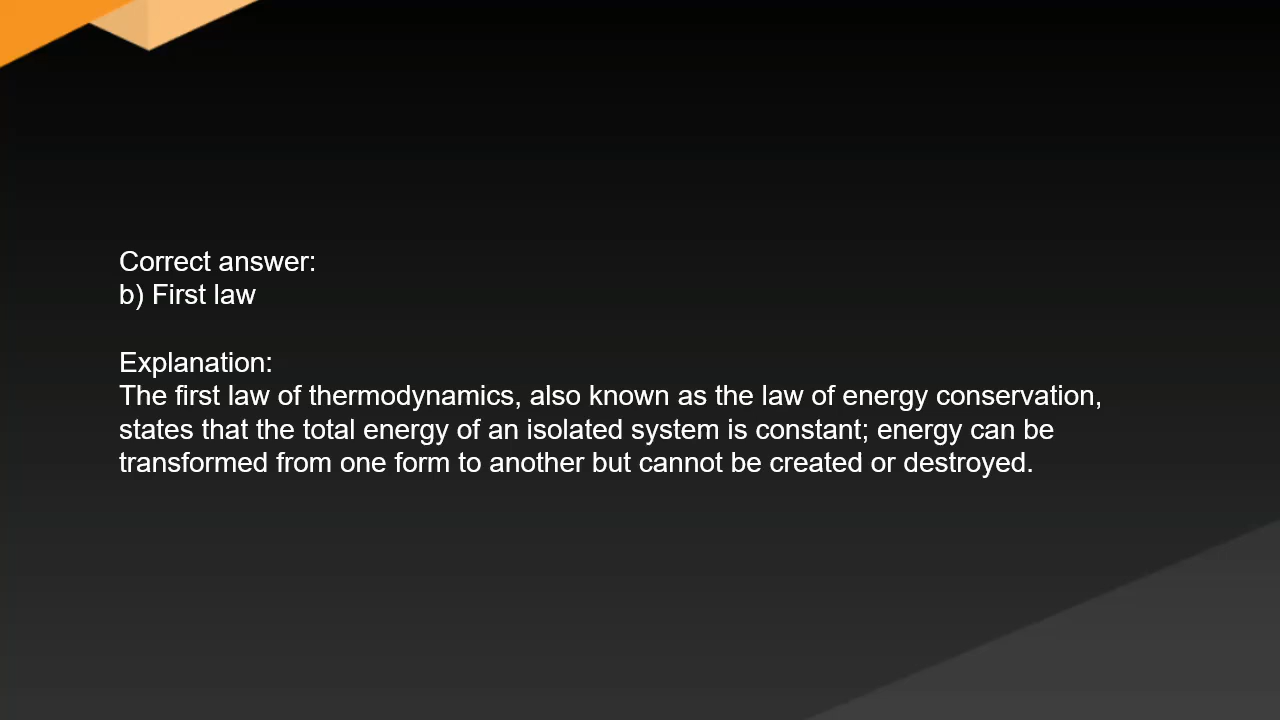 Correct answer:
b) First law
Explanation:
The first law of thermodynamics, also known as the law of energy conservation,
states that the total energy of an isolated system is constant; energy can be
transformed from one form to another but cannot be created or destroyed.